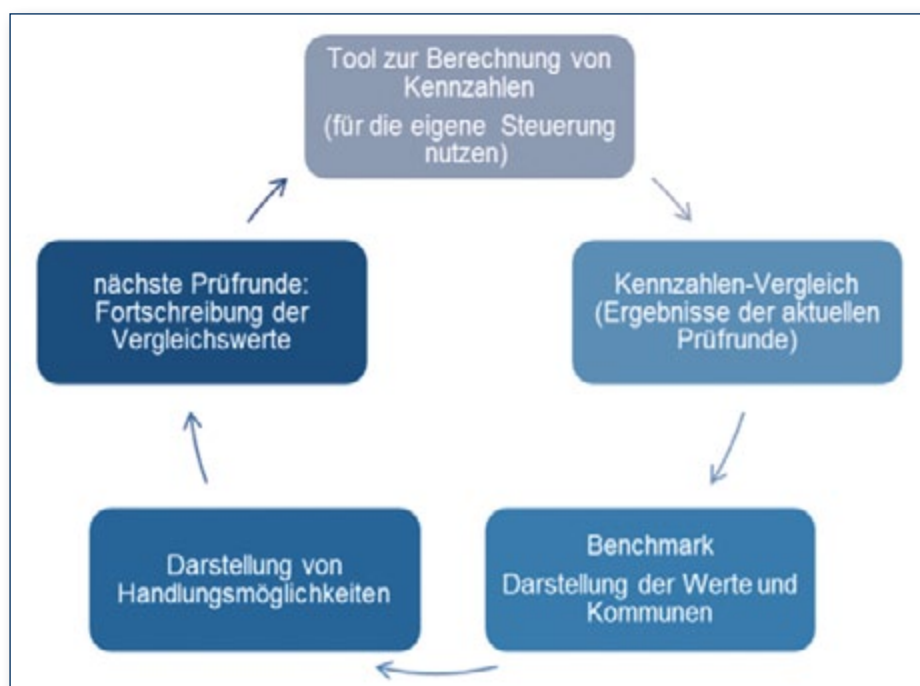 Tool zur Berechnung von
Kennzahlen
(für die eigene Steuerung
nutzen)
Kennzahlen-Vergleich
(Ergebnisse der aktuellen
Prüfrunde)
Benchmark
Darstellung der Werte und
Kommunen
Darstellung von
Handlungsmöglichkeiten
nächste Prüfrunde:
Fortschreibung der
Vergleichswerte